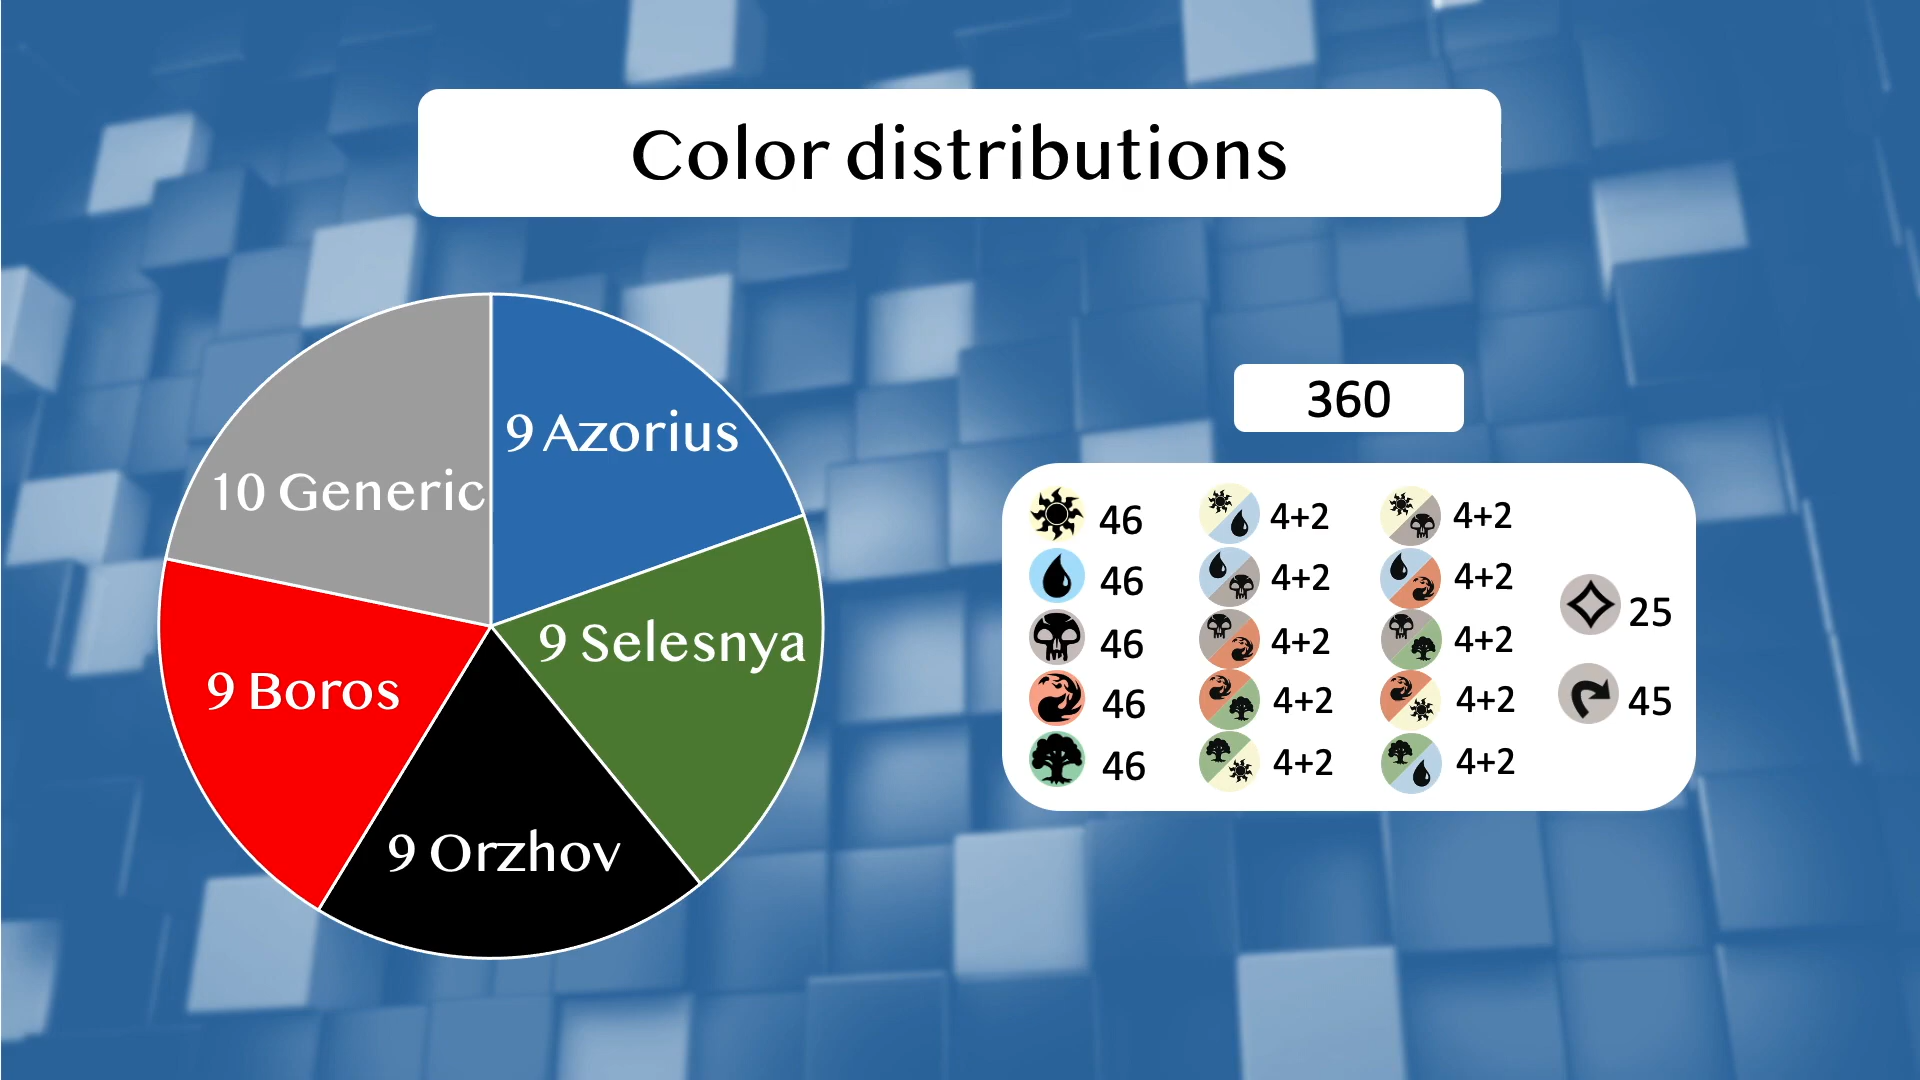 Color distributions
10 Generic
9 Azorius
9 Selesnya
9 Boros
9 Orzhov
360
46 4+2 4+2
46 4+2 4+2
46 4+2 4+2
46 4+2 4+2
46 4+2 4+2
25
45